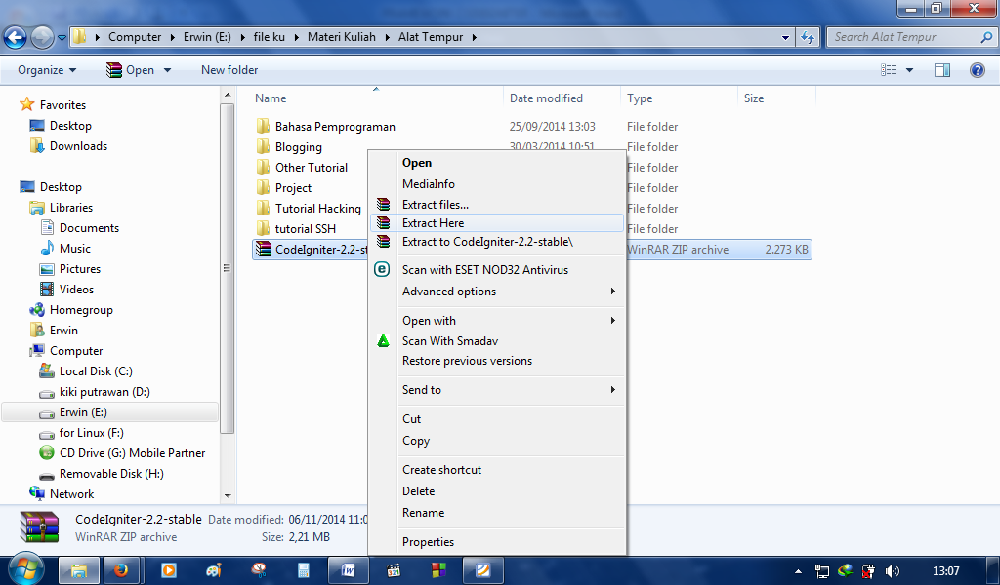 Computer Erwin (E:) file ku Materi Kuliah Alat Tempur
Search Alat Tempur
Organize Open New folder
Name Date modified Type Size
Favorites
Desktop
Downloads
Desktop
Libraries
Documents
Music
Pictures
Videos
Homegroup
Erwin
Computer
Local Disk (C:)
kiki putrawan (D:)
Erwin (E:)
for Linux (F:)
CD Drive (G:) Mobile Partner
Removable Disk (H:)
Network
Bahasa Pemprograman 25/09/2014 13:03 File folder
Blogging 30/03/2014 10:51 File folder
Other Tutorial File folder
Project File folder
Tutorial Hacking File folder
tutorial SSH File folder
CodeIgniter-2.2-st WinRAR ZIP archive 2.273 KB
Open
MediaInfo
Extract files...
Extract Here
Extract to CodeIgniter-2.2-stable\
Scan with ESET NOD32 Antivirus
Advanced options
Open with
Scan With Smadav
Restore previous versions
Send to
Cut
Copy
Create shortcut
Delete
Rename
Properties
CodeIgniter-2.2-stable Date modified: 06/11/2014 11:0
WinRAR ZIP archive Size: 2,21 MB
13:07